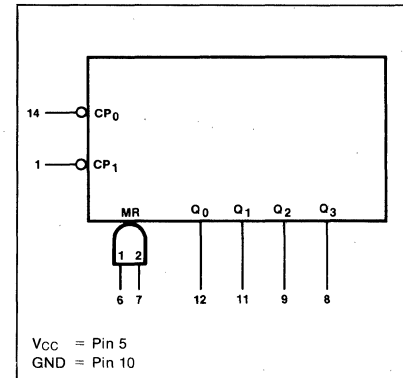 14 CP0
1 CP1
MR Q0 Q1 Q2 Q3
1 2
6 7 12 11 9 8
VCC = Pin 5
GND = Pin 10